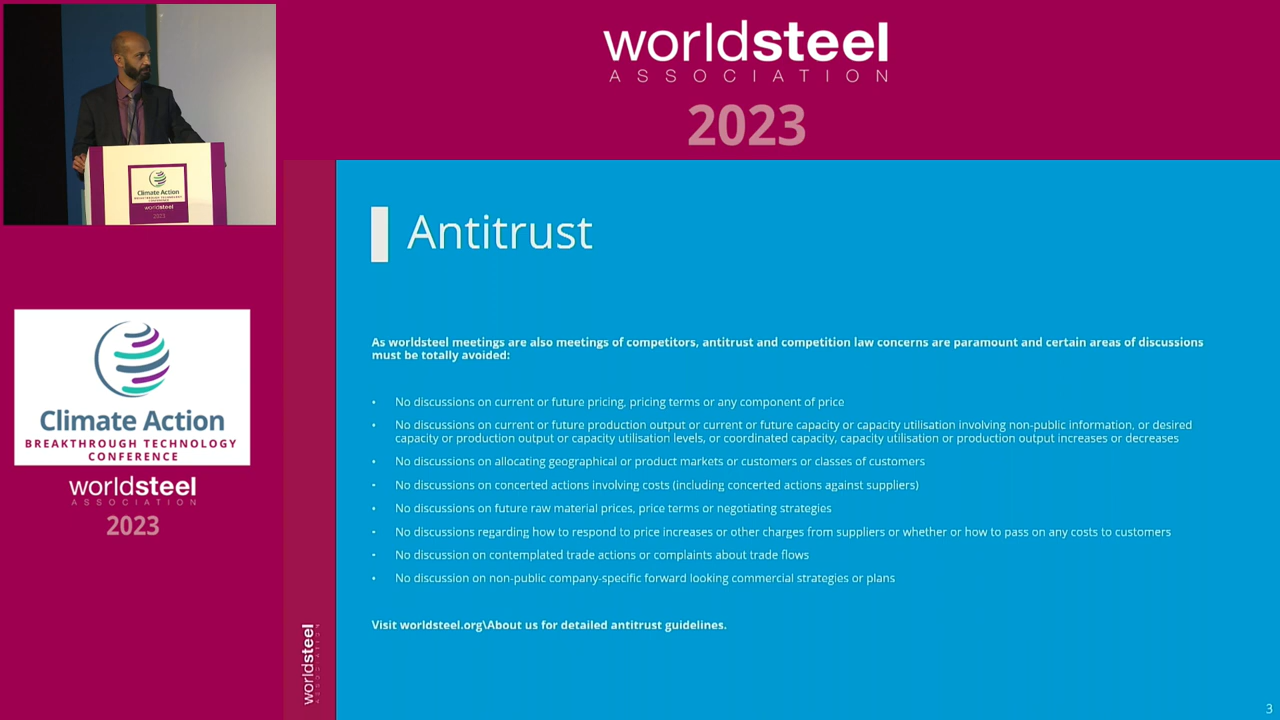 worldsteel
ASSOCIATION
2023
Climate Action
BREAKTHROUGH TECHNOLOGY
CONFERENCE
worldsteel
2023
Antitrust
As worldsteel meetings are also meetings of competitors, antitrust and competition law concerns are paramount and certain areas of discussions
must be totally avoided:
• No discussions on current or future pricing, pricing terms or any component of price
• No discussions on current or future production output or current or future capacity or capacity utilisation involving non-public information, or desired
capacity or production output or capacity utilisation levels, or coordinated capacity, capacity utilisation or production output increases or decreases
• No discussions on allocating geographical or product markets or customers or classes of customers
• No discussions on concerted actions involving costs (including concerted actions against suppliers)
• No discussions on future raw material prices, price terms or negotiating strategies
• No discussions regarding how to respond to price increases or other charges from suppliers or whether or how to pass on any costs to customers
• No discussion on contemplated trade actions or complaints about trade flows
• No discussion on non-public company-specific forward looking commercial strategies or plans
Visit worldsteel.org\About us for detailed antitrust guidelines.
Climate Action
BREAKTHROUGH TECHNOLOGY
CONFERENCE
worldsteel
ASSOCIATION
2023
worldsteel
ASSOCIATION
3